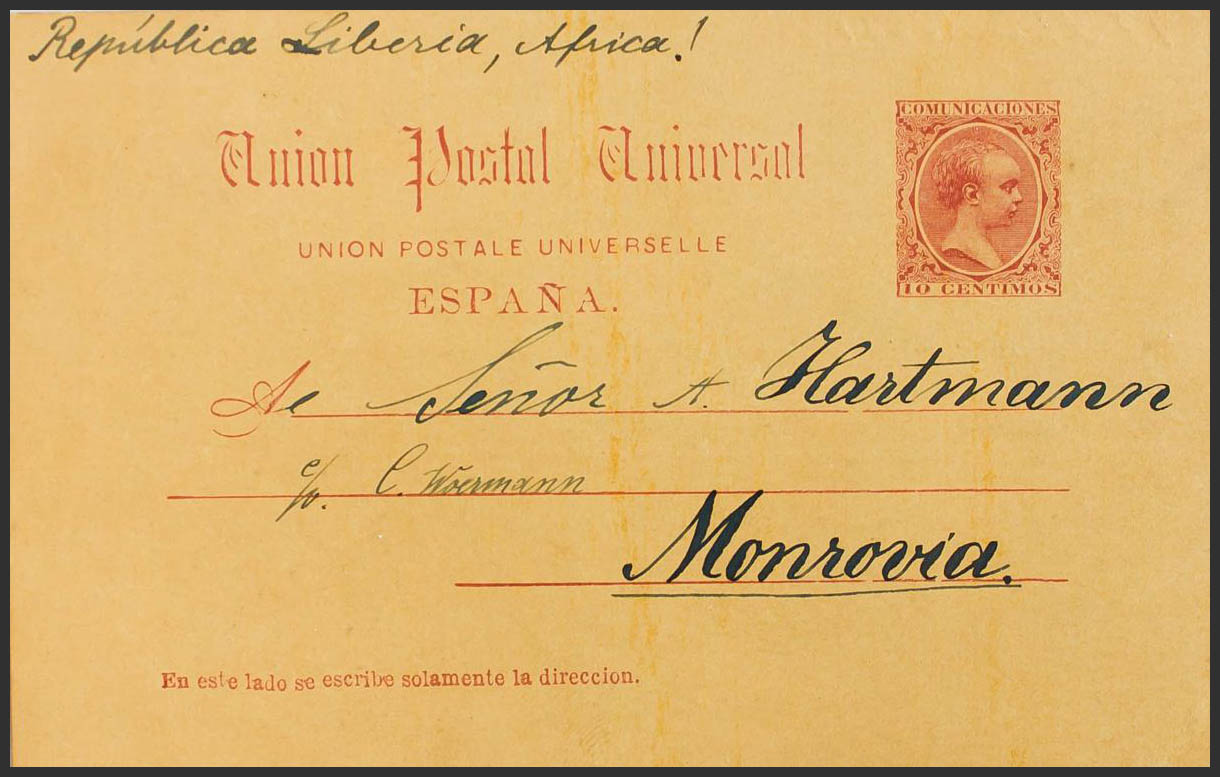 República Liberia, Africa!
COMUNICACIONES
Union Postal Universal
UNION POSTALE UNIVERSELLE
10 CENTIMOS
ESPAÑA.
Señor A. Hartmann
c/o. C. Woermann
Monrovia.
En este lado se escribe solamente la direccion.